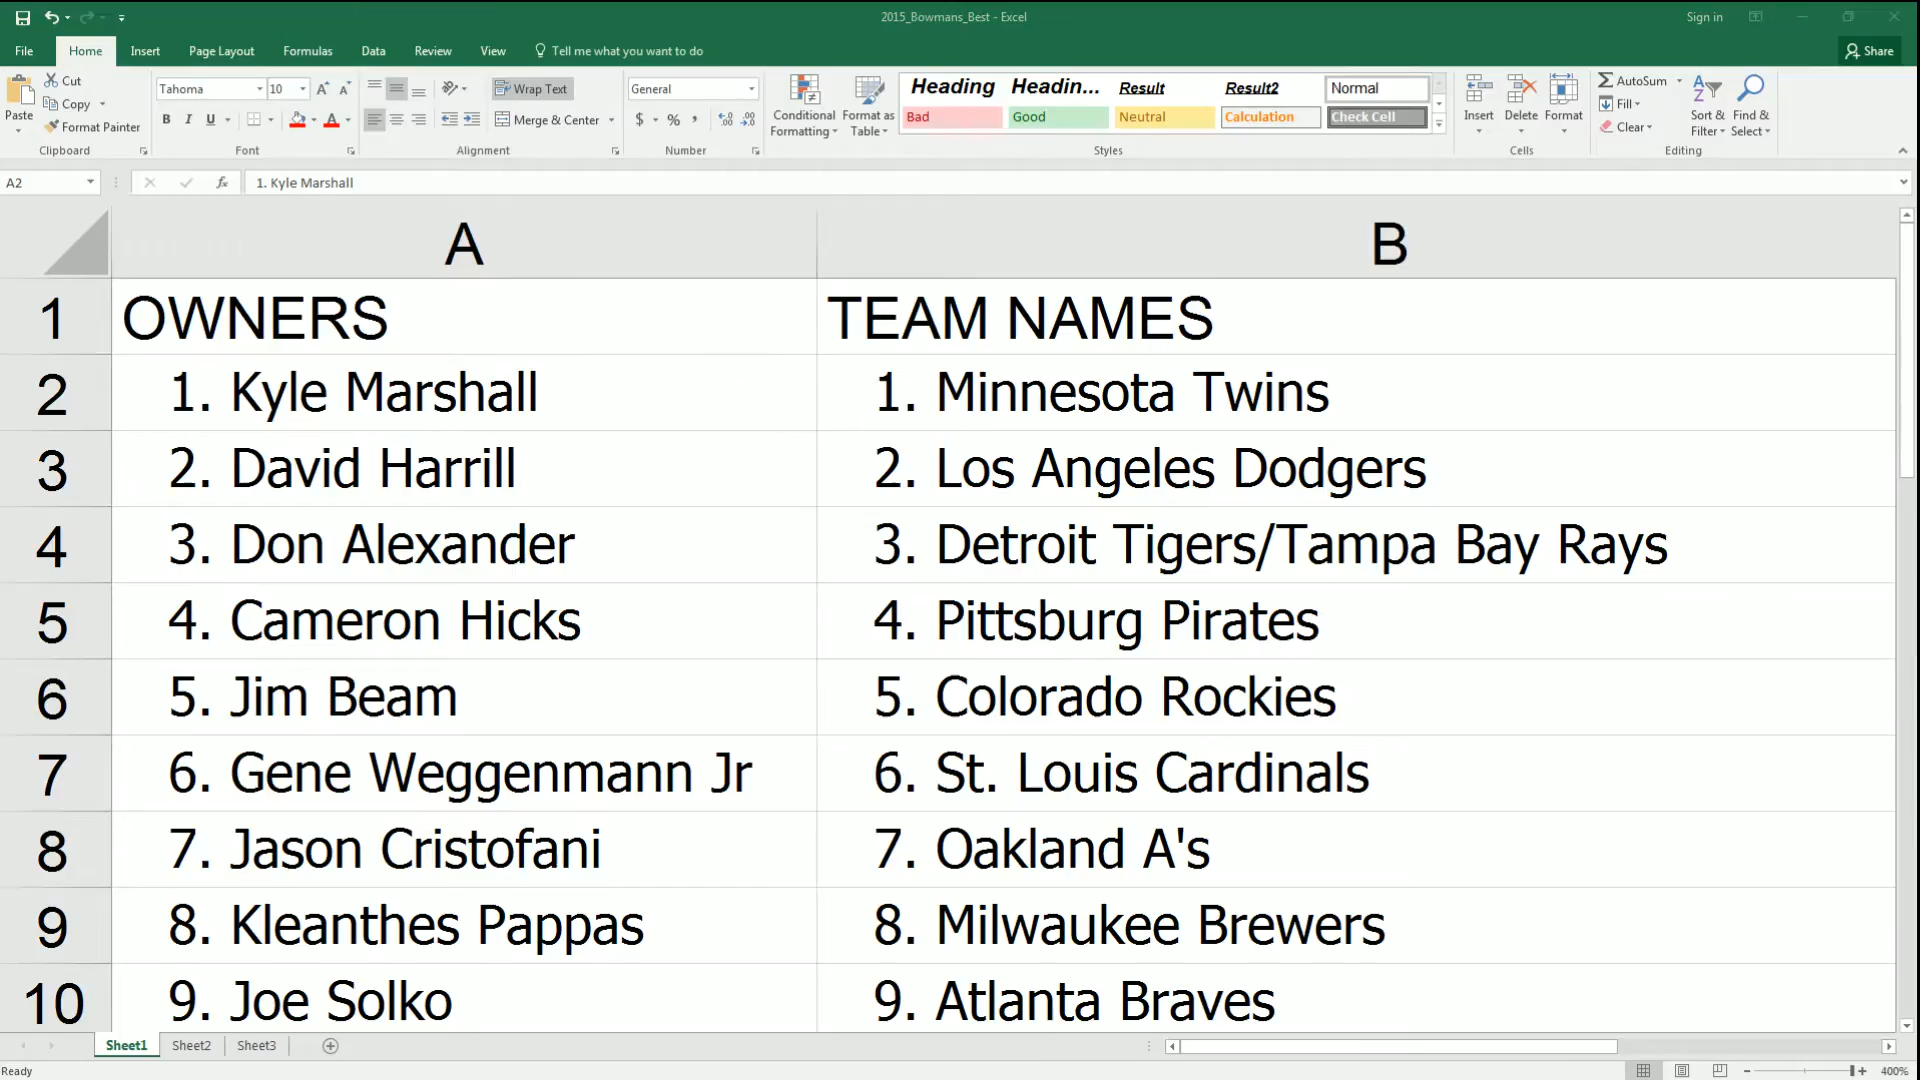 2015_Bowmans_Best - Excel
Sign in
File Home Insert Page Layout Formulas Data Review View Tell me what you want to do
Share
Paste
Cut
Copy
Format Painter
Clipboard
Tahoma 10
B I U
Font
Wrap Text
Merge & Center
Alignment
General
$ % ,
Number
Conditional Formatting
Format as Table
Heading Headin... Result Result2 Normal
Bad Good Neutral Calculation Check Cell
Styles
Insert Delete Format
Cells
AutoSum
Fill
Clear
Sort & Filter
Find & Select
Editing
A2 fx 1. Kyle Marshall
A B
1 OWNERS TEAM NAMES
2 1. Kyle Marshall 1. Minnesota Twins
3 2. David Harrill 2. Los Angeles Dodgers
4 3. Don Alexander 3. Detroit Tigers/Tampa Bay Rays
5 4. Cameron Hicks 4. Pittsburg Pirates
6 5. Jim Beam 5. Colorado Rockies
7 6. Gene Weggenmann Jr 6. St. Louis Cardinals
8 7. Jason Cristofani 7. Oakland A's
9 8. Kleanthes Pappas 8. Milwaukee Brewers
10 9. Joe Solko 9. Atlanta Braves
Sheet1 Sheet2 Sheet3
Ready
400%